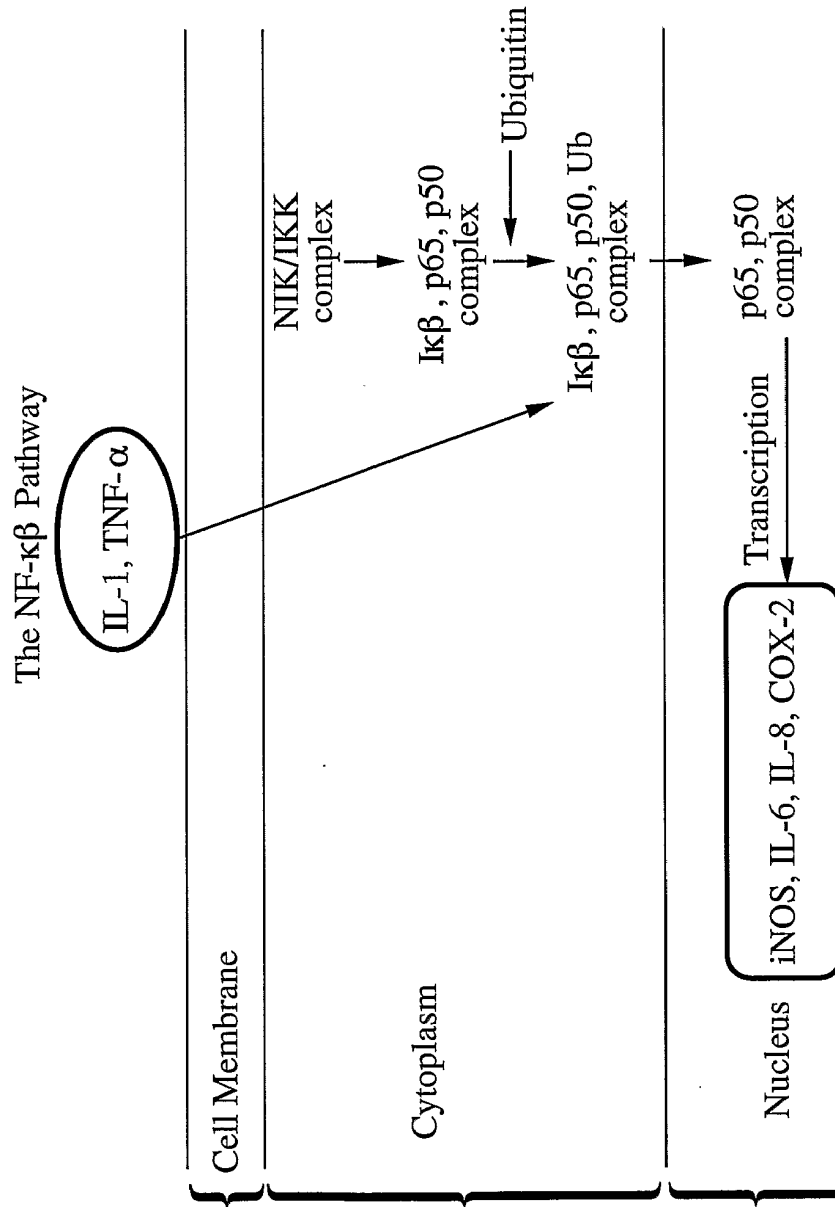 The NF-κβ Pathway
IL-1, TNF-α
Cell Membrane
Cytoplasm
NIK/IKK
complex
Iκβ, p65, p50
complex
Ubiquitin
Iκβ, p65, p50, Ub
complex
Nucleus
iNOS, IL-6, IL-8, COX-2
Transcription
p65, p50
complex